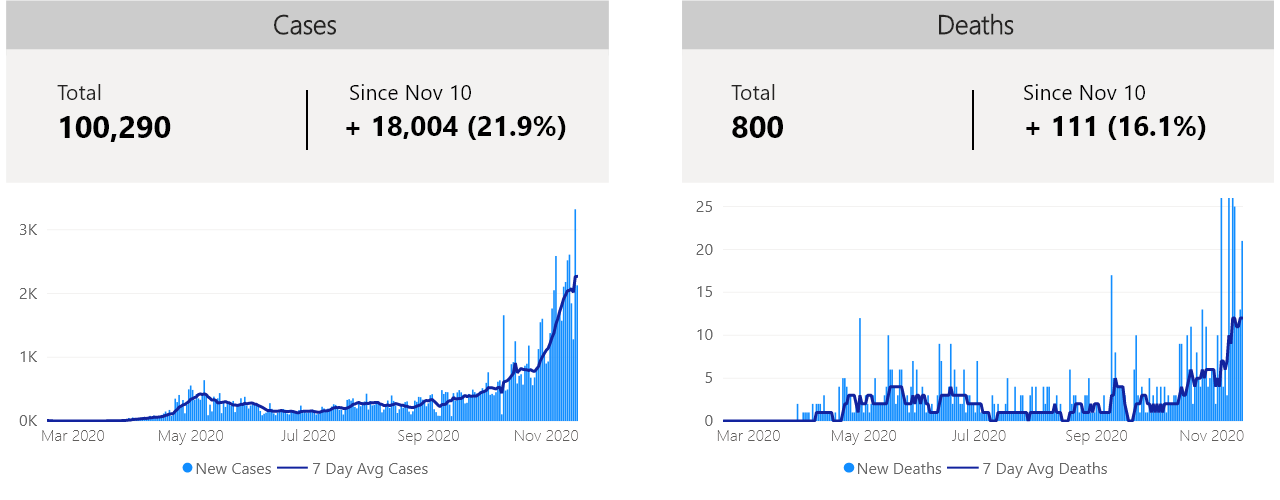 Cases
Total
100,290
Since Nov 10
+ 18,004 (21.9%)
3K
2K
1K
0K
Mar 2020 May 2020 Jul 2020 Sep 2020 Nov 2020
New Cases 7 Day Avg Cases
Deaths
Total
800
Since Nov 10
+ 111 (16.1%)
25
20
15
10
5
0
Mar 2020 May 2020 Jul 2020 Sep 2020 Nov 2020
New Deaths 7 Day Avg Deaths